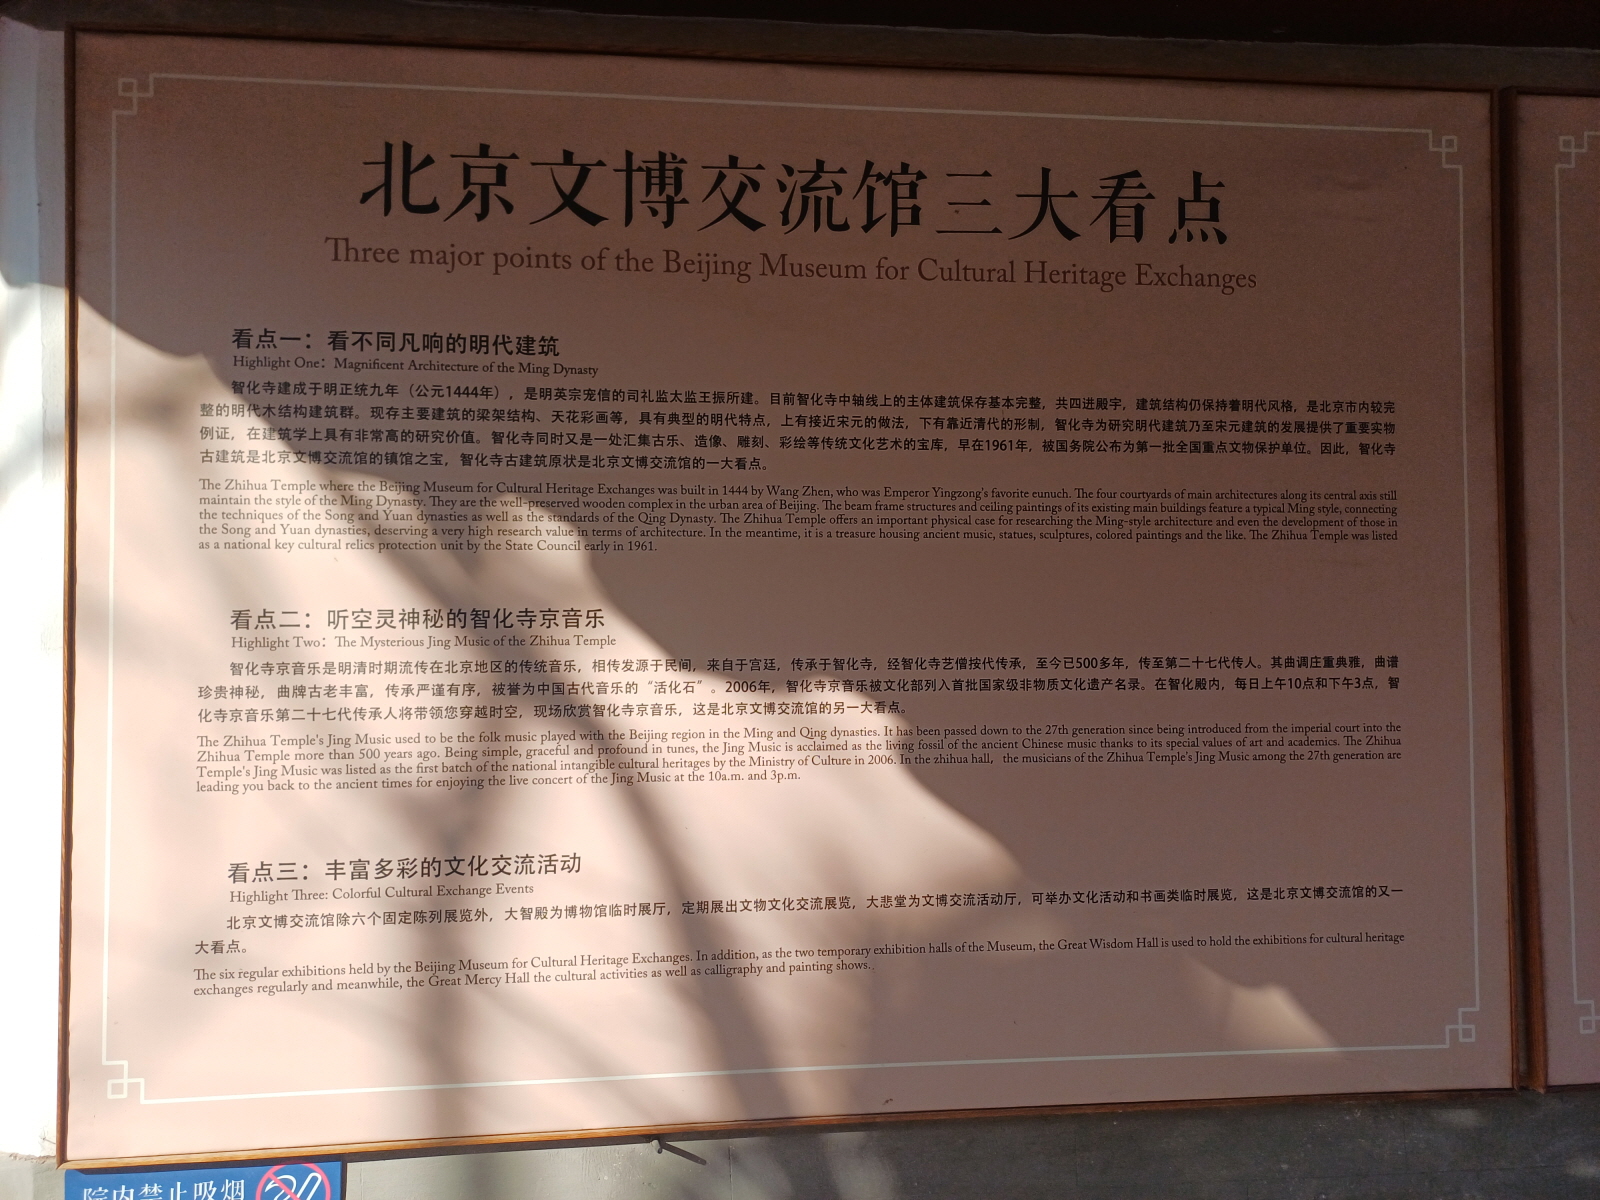 北京文博交流馆三大看点
Three major points of the Beijing Museum for Cultural Heritage Exchanges
看点一：看不同凡响的明代建筑
Highlight One：Magnificent Architecture of the Ming Dynasty
智化寺建成于明正统九年（公元1444年），是明英宗宠信的司礼监太监王振所建。目前智化寺中轴线上的主体建筑保存基本完整，共四进殿宇，建筑结构仍保持着明代风格，是北京市内较完
整的明代木结构建筑群。现存主要建筑的梁架结构、天花彩画等，具有典型的明代特点，上有接近宋元的做法，下有靠近清代的形制，智化寺为研究明代建筑乃至宋元建筑的发展提供了重要实物
例证，在建筑学上具有非常高的研究价值。智化寺同时又是一处汇集古乐、造像、雕刻、彩绘等传统文化艺术的宝库，早在1961年，被国务院公布为第一批全国重点文物保护单位。因此，智化寺
古建筑是北京文博交流馆的镇馆之宝，智化寺古建筑原状是北京文博交流馆的一大看点。
The Zhihua Temple where the Beijing Museum for Cultural Heritage Exchanges was built in 1444 by Wang Zhen, who was Emperor Yingzong's favorite eunuch. The four courtyards of main architectures along its central axis still
maintain the style of the Ming Dynasty. They are the well-preserved wooden complex in the urban area of Beijing. The beam frame structures and ceiling paintings of its existing main buildings feature a typical Ming style, connecting
the techniques of the Song and Yuan dynasties as well as the standards of the Qing Dynasty. The Zhihua Temple offers an important physical case for researching the Ming-style architecture and even the development of those in
the Song and Yuan dynasties, deserving a very high research value in terms of architecture. In the meantime, it is a treasure housing ancient music, statues, sculptures, colored paintings and the like. The Zhihua Temple was listed
as a national key cultural relics protection unit by the State Council early in 1961.
看点二：听空灵神秘的智化寺京音乐
Highlight Two：The Mysterious Jing Music of the Zhihua Temple
智化寺京音乐是明清时期流传在北京地区的传统音乐，相传发源于民间，来自于宫廷，传承于智化寺，经智化寺艺僧按代传承，至今已500多年，传至第二十七代传人。其曲调庄重典雅，曲谱
珍贵神秘，曲牌古老丰富，传承严谨有序，被誉为中国古代音乐的“活化石”。2006年，智化寺京音乐被文化部列入首批国家级非物质文化遗产名录。在智化殿内，每日上午10点和下午3点，智
化寺京音乐第二十七代传承人将带领您穿越时空，现场欣赏智化寺京音乐，这是北京文博交流馆的另一大看点。
The Zhihua Temple's Jing Music used to be the folk music played with the Beijing region in the Ming and Qing dynasties. It has been passed down to the 27th generation since being introduced from the imperial court into the
Zhihua Temple more than 500 years ago. Being simple, graceful and profound in tunes, the Jing Music is acclaimed as the living fossil of the ancient Chinese music thanks to its special values of art and academics. The Zhihua
Temple's Jing Music was listed as the first batch of the national intangible cultural heritages by the Ministry of Culture in 2006. In the zhihua hall, the musicians of the Zhihua Temple's Jing Music among the 27th generation are
leading you back to the ancient times for enjoying the live concert of the Jing Music at the 10a.m. and 3p.m.
看点三：丰富多彩的文化交流活动
Highlight Three: Colorful Cultural Exchange Events
北京文博交流馆除六个固定陈列展览外，大智殿为博物馆临时展厅，定期展出文物文化交流展览，大悲堂为文博交流活动厅，可举办文化活动和书画类临时展览，这是北京文博交流馆的又一
大看点。
The six regular exhibitions held by the Beijing Museum for Cultural Heritage Exchanges. In addition, as the two temporary exhibition halls of the Museum, the Great Wisdom Hall is used to hold the exhibitions for cultural heritage
exchanges regularly and meanwhile, the Great Mercy Hall the cultural activities as well as calligraphy and painting shows.
院内禁止吸烟